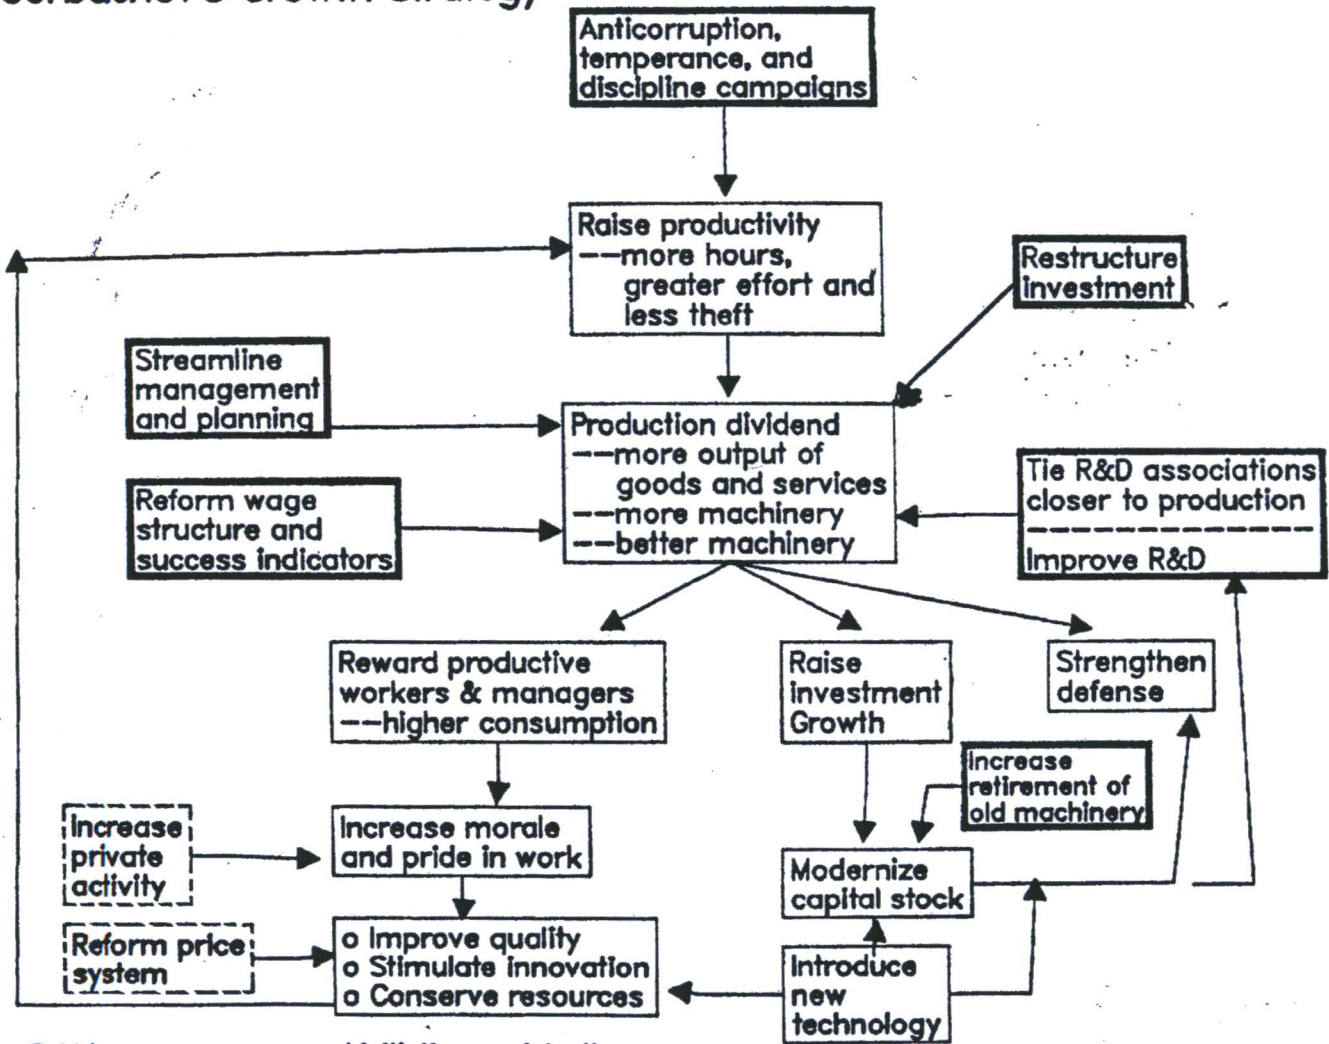 Growth Strategy
Anticorruption,
temperance, and
discipline campaigns
Raise productivity
--more hours,
greater effort and
less theft
Restructure
investment
Streamline
management
and planning
Production dividend
--more output of
goods and services
--more machinery
--better machinery
Reform wage
structure and
success indicators
Tie R&D associations
closer to production
Improve R&D
Reward productive
workers & managers
--higher consumption
Raise
investment
Growth
Strengthen
defense
Increase
retirement of
old machinery
Increase
private
activity
Increase morale
and pride in work
Modernize
capital stock
Reform price
system
o Improve quality
o Stimulate innovation
o Conserve resources
Introduce
new
technology